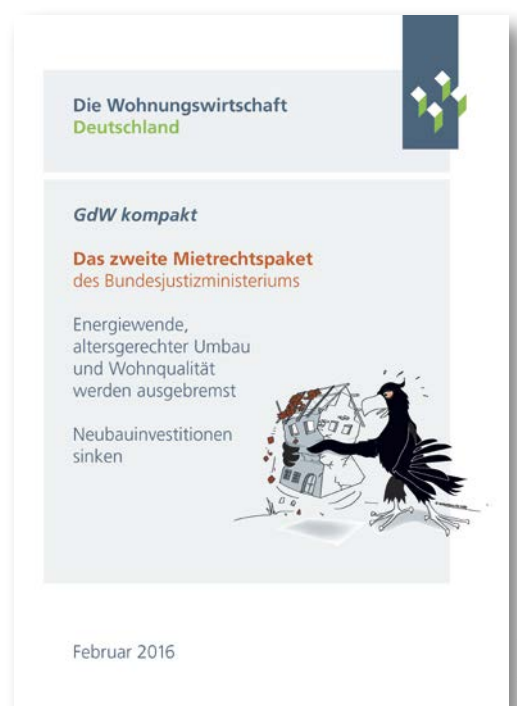 Die Wohnungswirtschaft
Deutschland
GdW kompakt
Das zweite Mietrechtspaket
des Bundesjustizministeriums
Energiewende,
altersgerechter Umbau
und Wohnqualität
werden ausgebremst
Neubauinvestitionen
sinken
Februar 2016